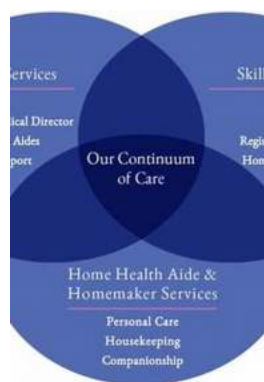 Services
Skill
ical Director
Aides
port
Regi
Hom
Our Continuum
of Care
Home Health Aide &
Homemaker Services
Personal Care
Housekeeping
Companionship